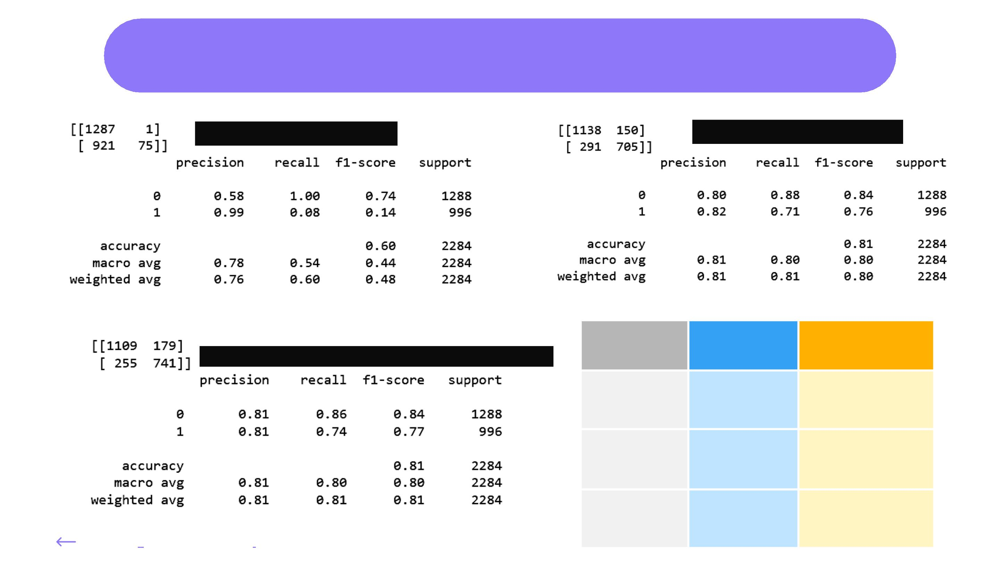 [[1287    1]
 [ 921   75]]
precision    recall  f1-score   support
0       0.58      1.00      0.74      1288
1       0.99      0.08      0.14       996
accuracy                           0.60      2284
macro avg       0.78      0.54      0.44      2284
weighted avg       0.76      0.60      0.48      2284
[[1138  150]
 [ 291  705]]
precision    recall  f1-score   support
0       0.80      0.88      0.84      1288
1       0.82      0.71      0.76       996
accuracy                           0.81      2284
macro avg       0.81      0.80      0.80      2284
weighted avg       0.81      0.81      0.80      2284
[[1109  179]
 [ 255  741]]
precision    recall  f1-score   support
0       0.81      0.86      0.84      1288
1       0.81      0.74      0.77       996
accuracy                           0.81      2284
macro avg       0.81      0.80      0.80      2284
weighted avg       0.81      0.81      0.81      2284